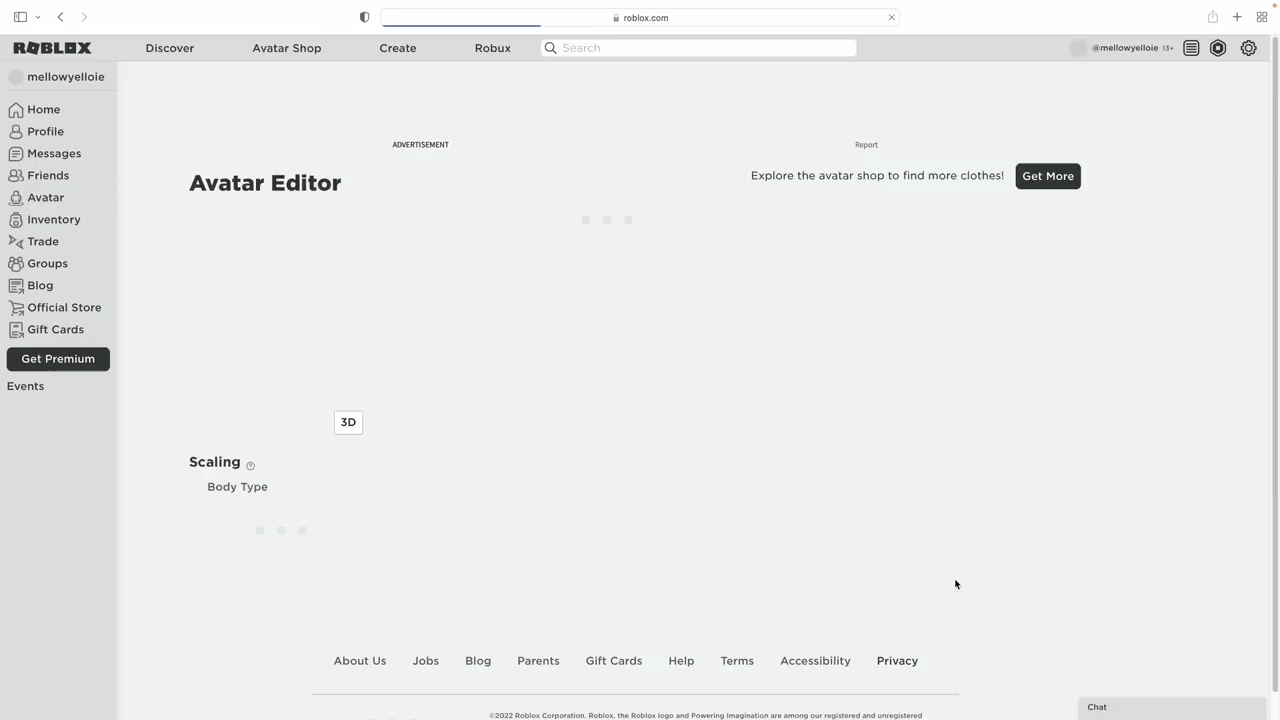 roblox.com
ROBLOX
Discover
Avatar Shop
Create
Robux
Search
@mellowyelloie 13+
mellowyelloie
Home
Profile
Messages
Friends
Avatar
Inventory
Trade
Groups
Blog
Official Store
Gift Cards
Get Premium
Events
ADVERTISEMENT
Report
Avatar Editor
Explore the avatar shop to find more clothes!
Get More
3D
Scaling ?
Body Type
About Us
Jobs
Blog
Parents
Gift Cards
Help
Terms
Accessibility
Privacy
©2022 Roblox Corporation. Roblox, the Roblox logo and Powering Imagination are among our registered and unregistered
Chat